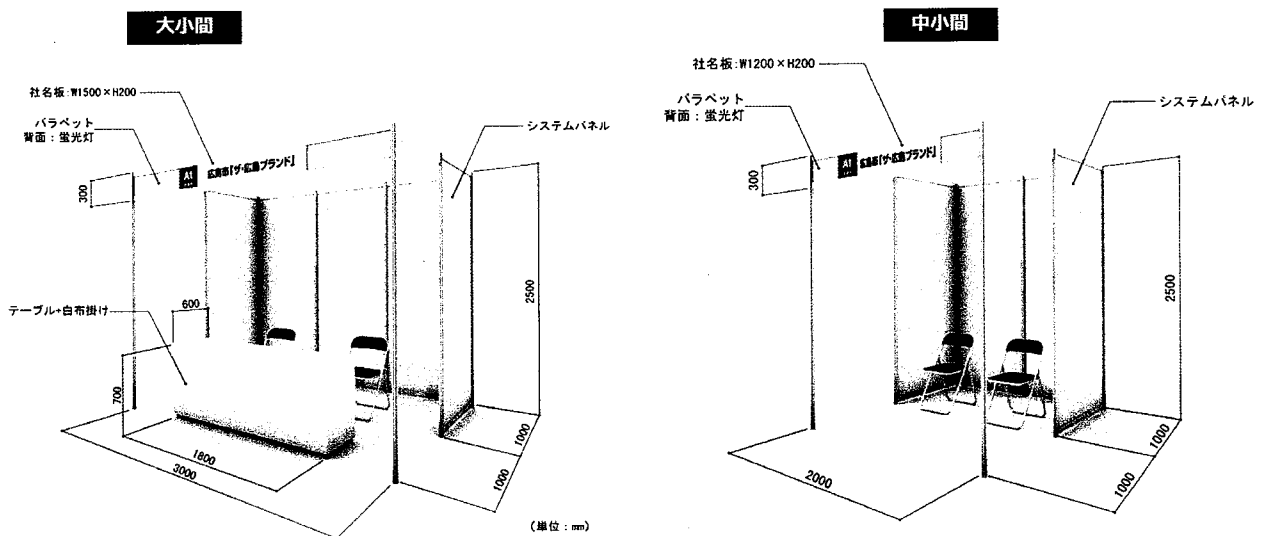 大小間
社名板:W1500×H200
パラペット
背面：蛍光灯
システムパネル
300
A1
広島市「ザ・広島ブランド」
2500
600
テーブル+白布掛け
700
1800
3000
1000
1000
(単位：mm)
中小間
社名板:W1200×H200
パラペット
背面：蛍光灯
システムパネル
300
A1
広島市「ザ・広島ブランド」
2500
2000
1000
1000